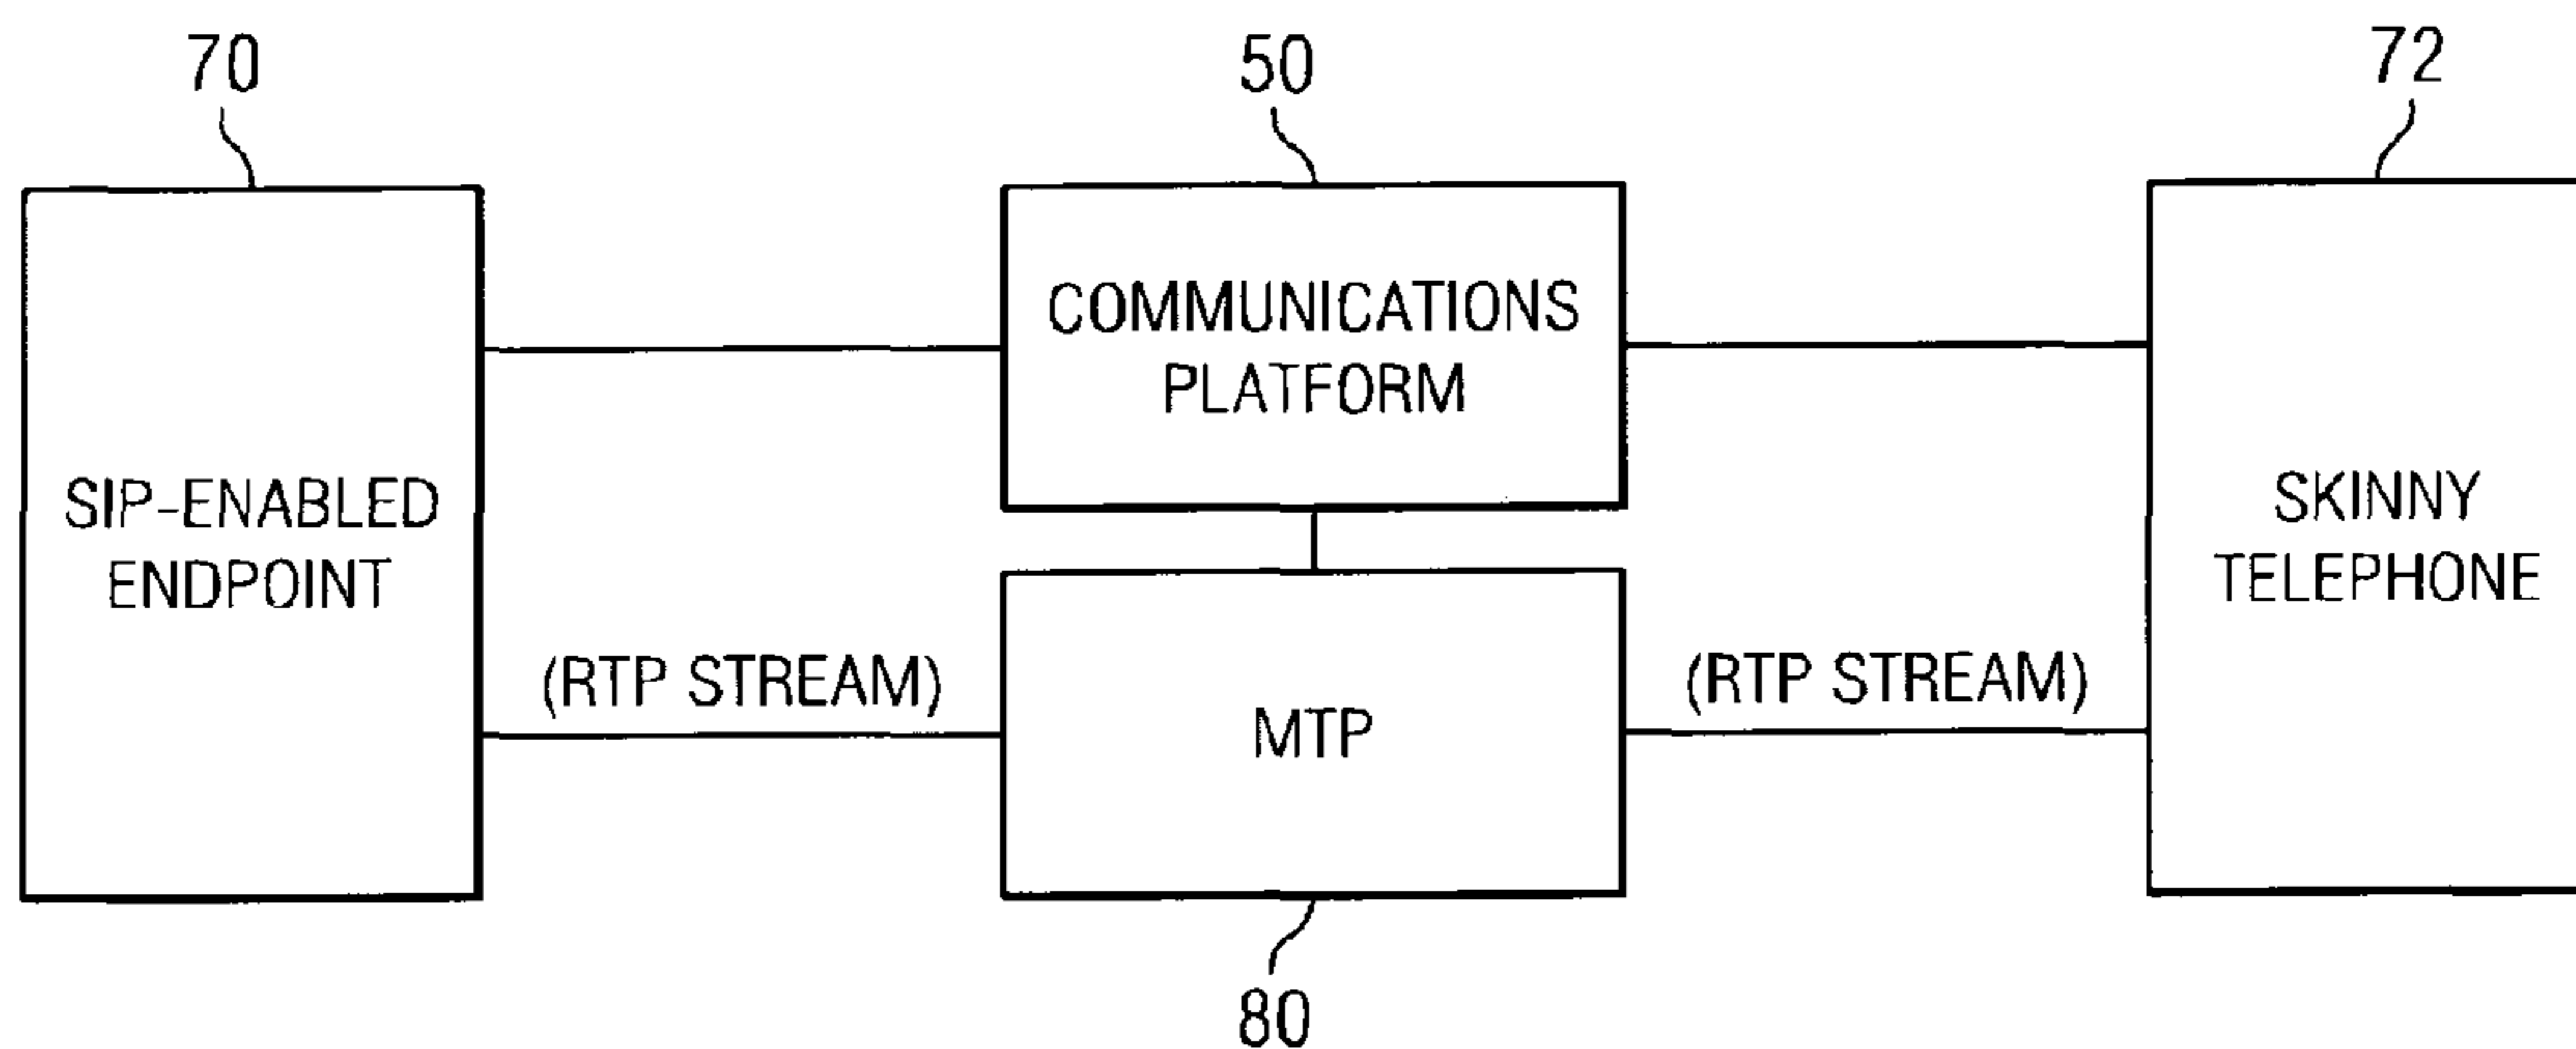 70
50
72
COMMUNICATIONS
PLATFORM
SIP-ENABLED
ENDPOINT
SKINNY
TELEPHONE
(RTP STREAM)
MTP
(RTP STREAM)
80